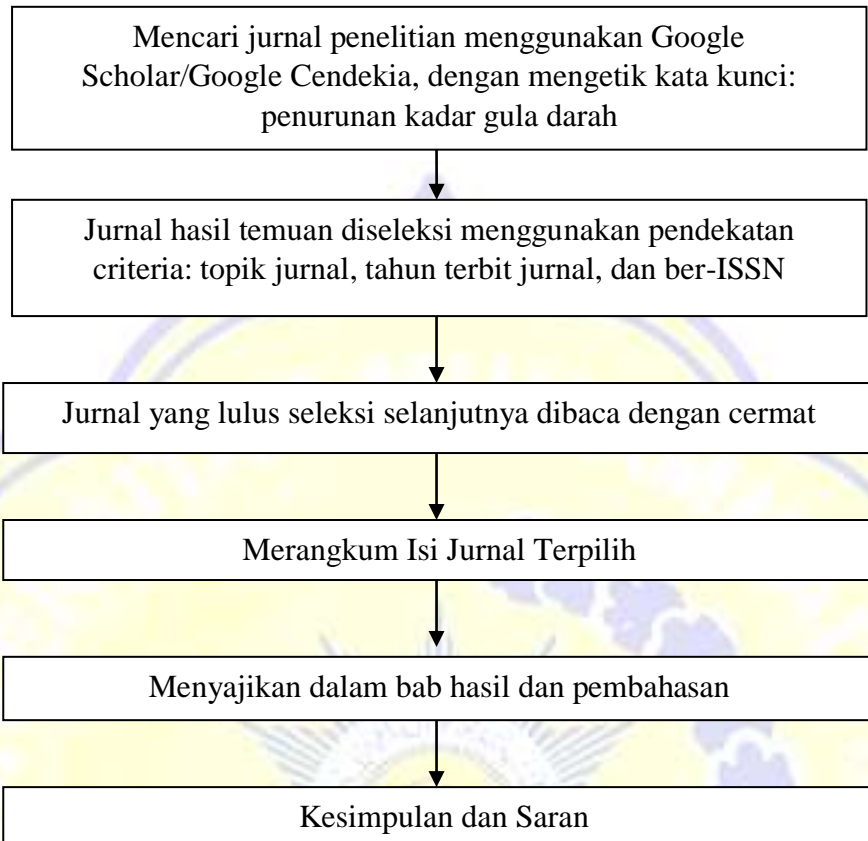 Mencari jurnal penelitian menggunakan Google
Scholar/Google Cendekia, dengan mengetik kata kunci:
penurunan kadar gula darah
Jurnal hasil temuan diseleksi menggunakan pendekatan
criteria: topik jurnal, tahun terbit jurnal, dan ber-ISSN
Jurnal yang lulus seleksi selanjutnya dibaca dengan cermat
Merangkum Isi Jurnal Terpilih
Menyajikan dalam bab hasil dan pembahasan
Kesimpulan dan Saran